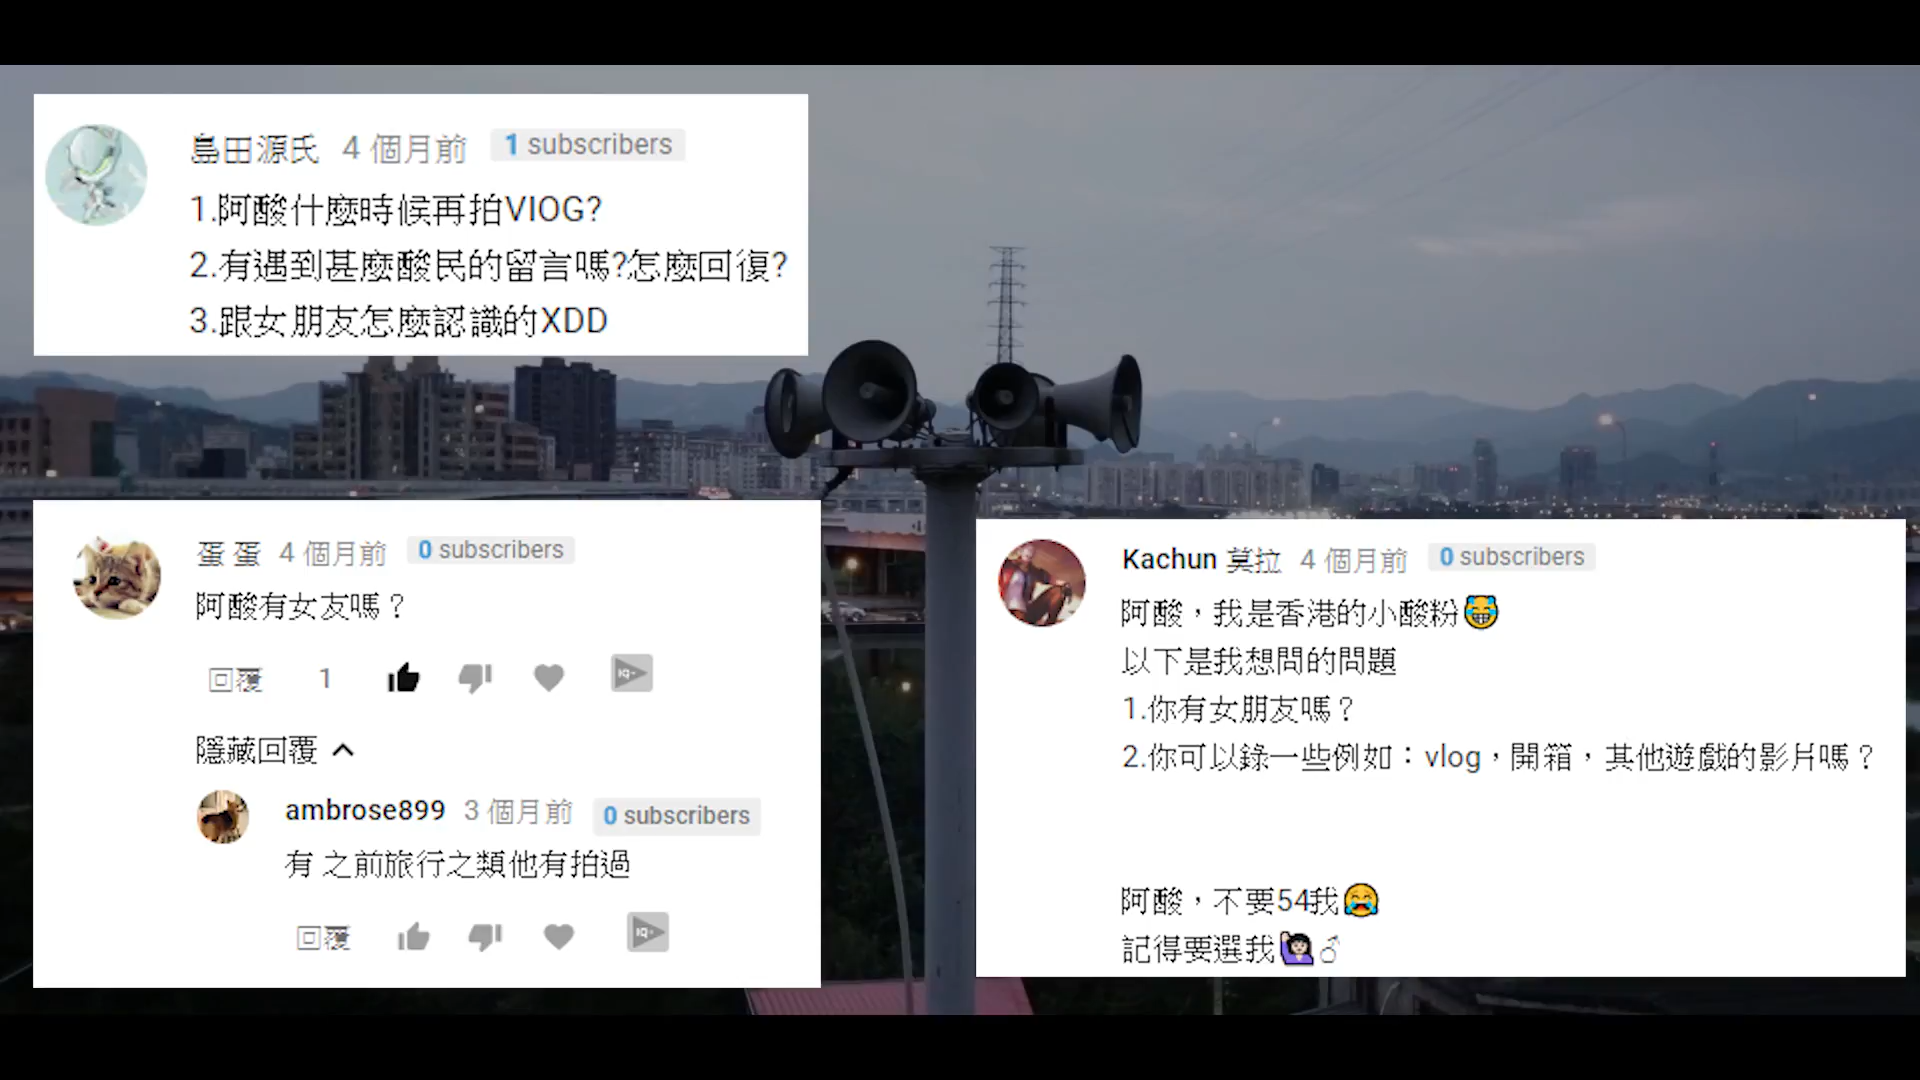 島田源氏 4 個月前 1 subscribers
1.阿酸什麼時候再拍VIOG?
2.有遇到甚麼酸民的留言嗎?怎麼回復?
3.跟女朋友怎麼認識的XDD
蛋 蛋 4 個月前 0 subscribers
阿酸有女友嗎？
回覆 1
隱藏回覆
ambrose899 3 個月前 0 subscribers
有 之前旅行之類他有拍過
回覆
Kachun 莫拉 4 個月前 0 subscribers
阿酸，我是香港的小酸粉😹
以下是我想問的問題
1.你有女朋友嗎？
2.你可以錄一些例如：vlog，開箱，其他遊戲的影片嗎？
阿酸，不要54我😂
記得要選我🙋♂